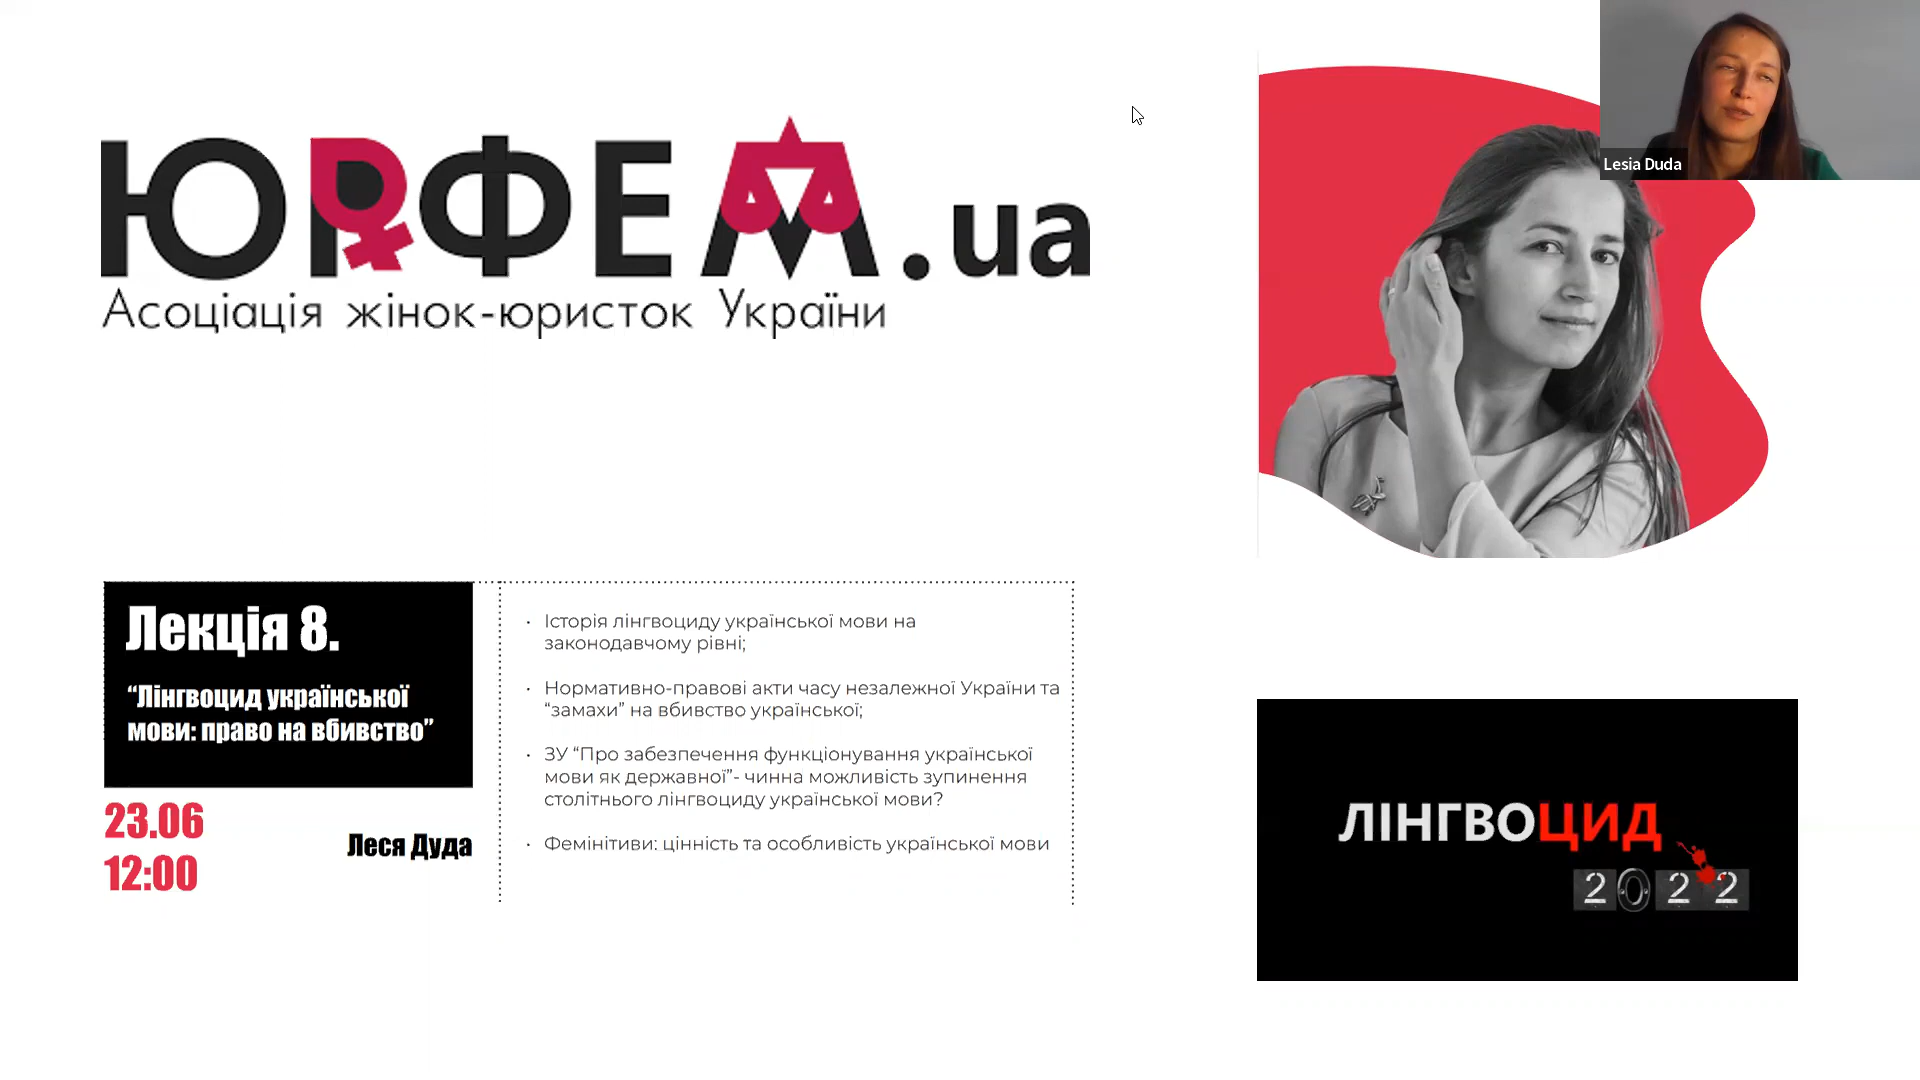 ЮРФЕМ.ua
Асоціація жінок-юристок України
Lesia Duda
Лекція 8.
“Лінгвоцид української
мови: право на вбивство”
23.06
12:00
Леся Дуда
· Історія лінгвоциду української мови на
законодавчому рівні;
· Нормативно-правові акти часу незалежної України та
“замахи” на вбивство української;
· ЗУ “Про забезпечення функціонування української
мови як державної”- чинна можливість зупинення
столітнього лінгвоциду української мови?
· Фемінітиви: цінність та особливість української мови
ЛІНГВОЦИД
2022